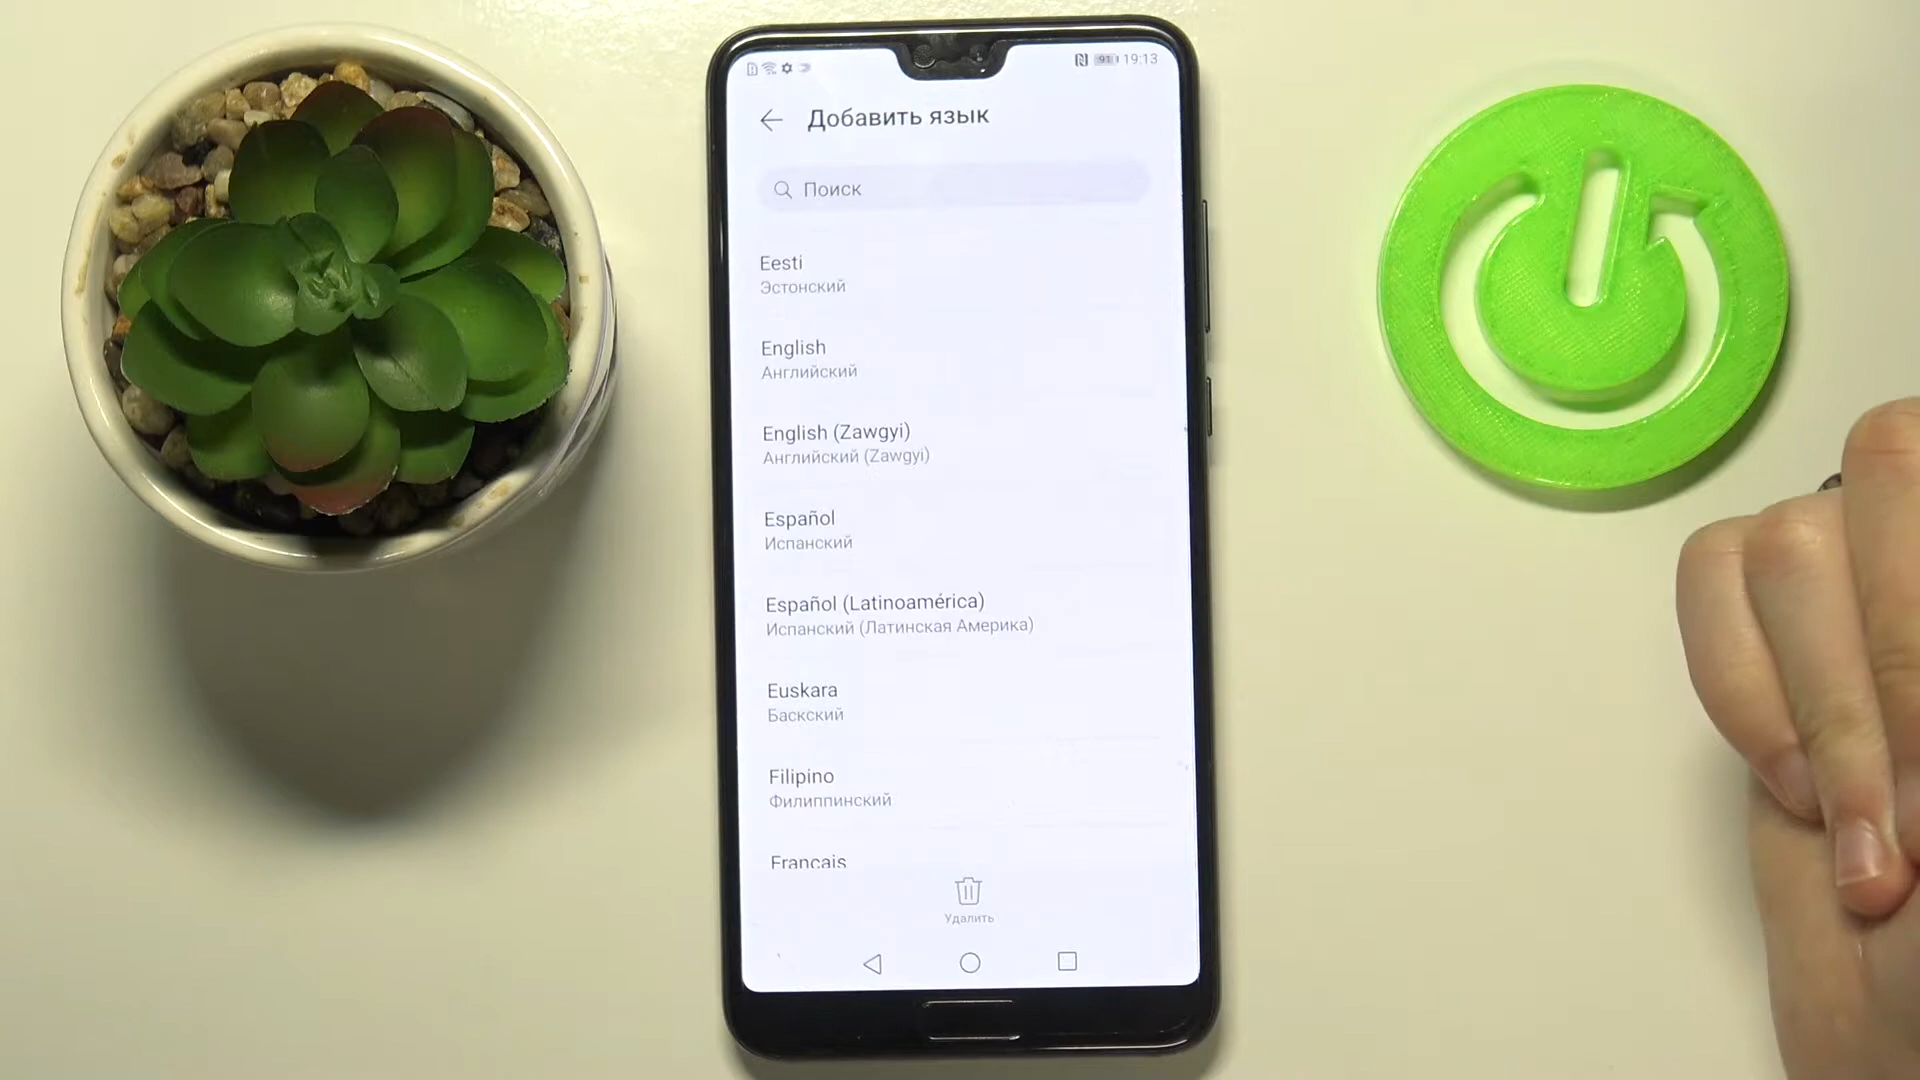 91 19:13
Добавить язык
Поиск
Eesti
Эстонский
English
Английский
English (Zawgyi)
Английский (Zawgyi)
Español
Испанский
Español (Latinoamérica)
Испанский (Латинская Америка)
Euskara
Баскский
Filipino
Филиппинский
Francais
Удалить